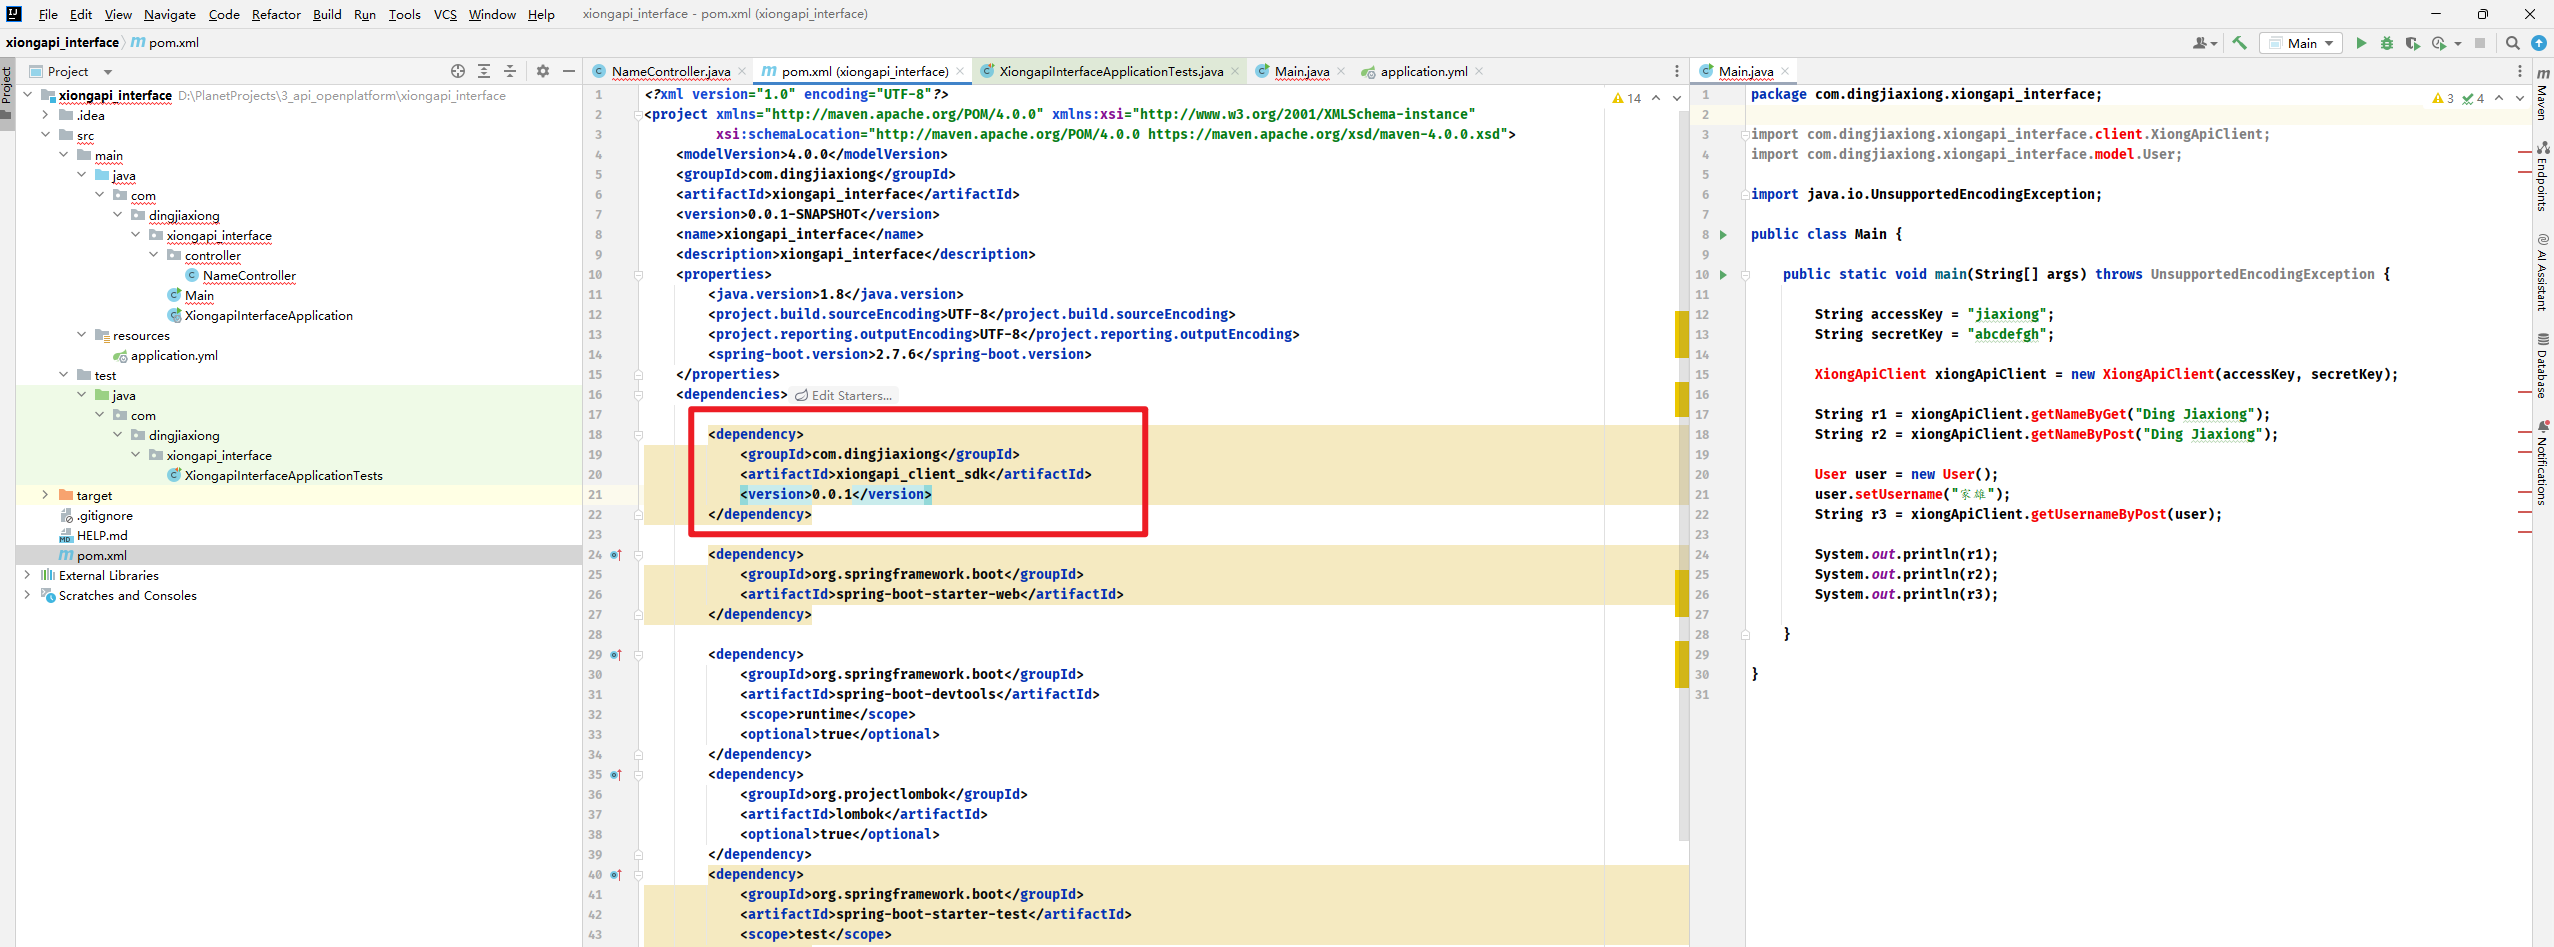 File Edit View Navigate Code Refactor Build Run Tools VCS Window Help xiongapi_interface - pom.xml (xiongapi_interface)
xiongapi_interface pom.xml
Main
Project
Project
xiongapi_interface D:\PlanetProjects\3_api_openplatform\xiongapi_interface
.idea
src
main
java
com
dingjiaxiong
xiongapi_interface
controller
NameController
Main
XiongapiInterfaceApplication
resources
application.yml
test
java
com
dingjiaxiong
xiongapi_interface
XiongapiInterfaceApplicationTests
target
.gitignore
HELP.md
pom.xml
External Libraries
Scratches and Consoles
NameController.java pom.xml (xiongapi_interface) XiongapiInterfaceApplicationTests.java Main.java application.yml
14
1 <?xml version="1.0" encoding="UTF-8"?>
2 <project xmlns="http://maven.apache.org/POM/4.0.0" xmlns:xsi="http://www.w3.org/2001/XMLSchema-instance"
3 xsi:schemaLocation="http://maven.apache.org/POM/4.0.0 https://maven.apache.org/xsd/maven-4.0.0.xsd">
4 <modelVersion>4.0.0</modelVersion>
5 <groupId>com.dingjiaxiong</groupId>
6 <artifactId>xiongapi_interface</artifactId>
7 <version>0.0.1-SNAPSHOT</version>
8 <name>xiongapi_interface</name>
9 <description>xiongapi_interface</description>
10 <properties>
11 <java.version>1.8</java.version>
12 <project.build.sourceEncoding>UTF-8</project.build.sourceEncoding>
13 <project.reporting.outputEncoding>UTF-8</project.reporting.outputEncoding>
14 <spring-boot.version>2.7.6</spring-boot.version>
15 </properties>
16 <dependencies> Edit Starters...
17
18 <dependency>
19 <groupId>com.dingjiaxiong</groupId>
20 <artifactId>xiongapi_client_sdk</artifactId>
21 <version>0.0.1</version>
22 </dependency>
23
24 <dependency>
25 <groupId>org.springframework.boot</groupId>
26 <artifactId>spring-boot-starter-web</artifactId>
27 </dependency>
28
29 <dependency>
30 <groupId>org.springframework.boot</groupId>
31 <artifactId>spring-boot-devtools</artifactId>
32 <scope>runtime</scope>
33 <optional>true</optional>
34 </dependency>
35 <dependency>
36 <groupId>org.projectlombok</groupId>
37 <artifactId>lombok</artifactId>
38 <optional>true</optional>
39 </dependency>
40 <dependency>
41 <groupId>org.springframework.boot</groupId>
42 <artifactId>spring-boot-starter-test</artifactId>
43 <scope>test</scope>
Main.java
3 4
1 package com.dingjiaxiong.xiongapi_interface;
2
3 import com.dingjiaxiong.xiongapi_interface.client.XiongApiClient;
4 import com.dingjiaxiong.xiongapi_interface.model.User;
5
6 import java.io.UnsupportedEncodingException;
7
8 public class Main {
9
10 public static void main(String[] args) throws UnsupportedEncodingException {
11
12 String accessKey = "jiaxiong";
13 String secretKey = "abcdefgh";
14
15 XiongApiClient xiongApiClient = new XiongApiClient(accessKey, secretKey);
16
17 String r1 = xiongApiClient.getNameByGet("Ding Jiaxiong");
18 String r2 = xiongApiClient.getNameByPost("Ding Jiaxiong");
19
20 User user = new User();
21 user.setUsername("家雄");
22 String r3 = xiongApiClient.getUsernameByPost(user);
23
24 System.out.println(r1);
25 System.out.println(r2);
26 System.out.println(r3);
27
28 }
29
30 }
31
Maven
Endpoints
AI Assistant
Database
Notifications